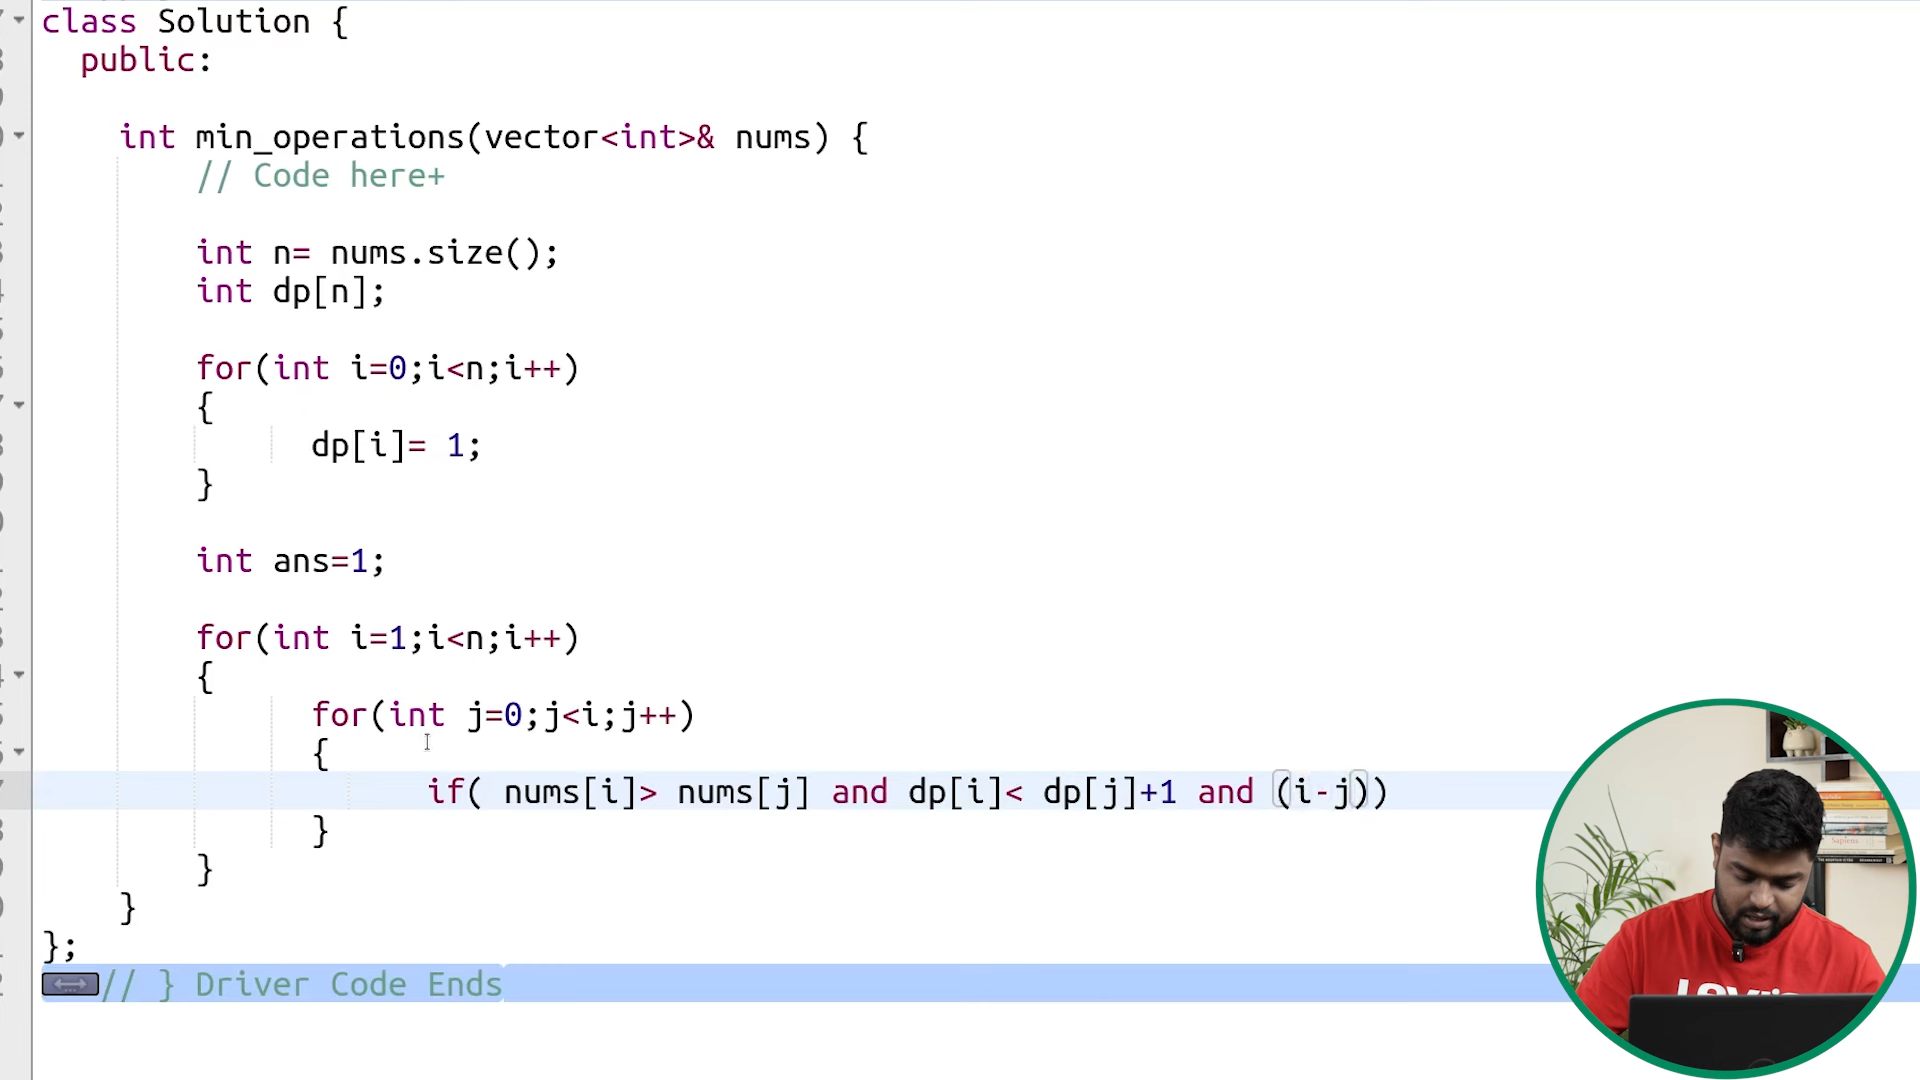 class Solution {
public:
int min_operations(vector<int>& nums) {
// Code here+
int n= nums.size();
int dp[n];
for(int i=0;i<n;i++)
{
dp[i]= 1;
}
int ans=1;
for(int i=1;i<n;i++)
{
for(int j=0;j<i;j++)
{
if( nums[i]> nums[j] and dp[i]< dp[j]+1 and (i-j))
}
}
}
};
// } Driver Code Ends